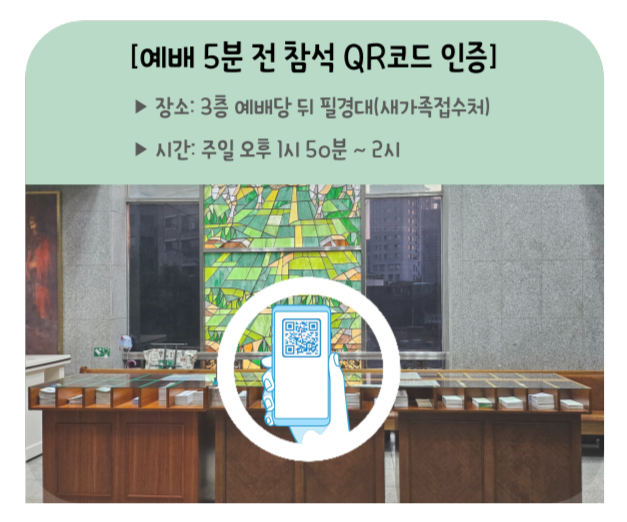 [예배 5분 전 참석 QR코드 인증]
▶ 장소: 3층 예배당 뒤 필경대(새가족접수처)
▶ 시간: 주일 오후 1시 50분 ~ 2시